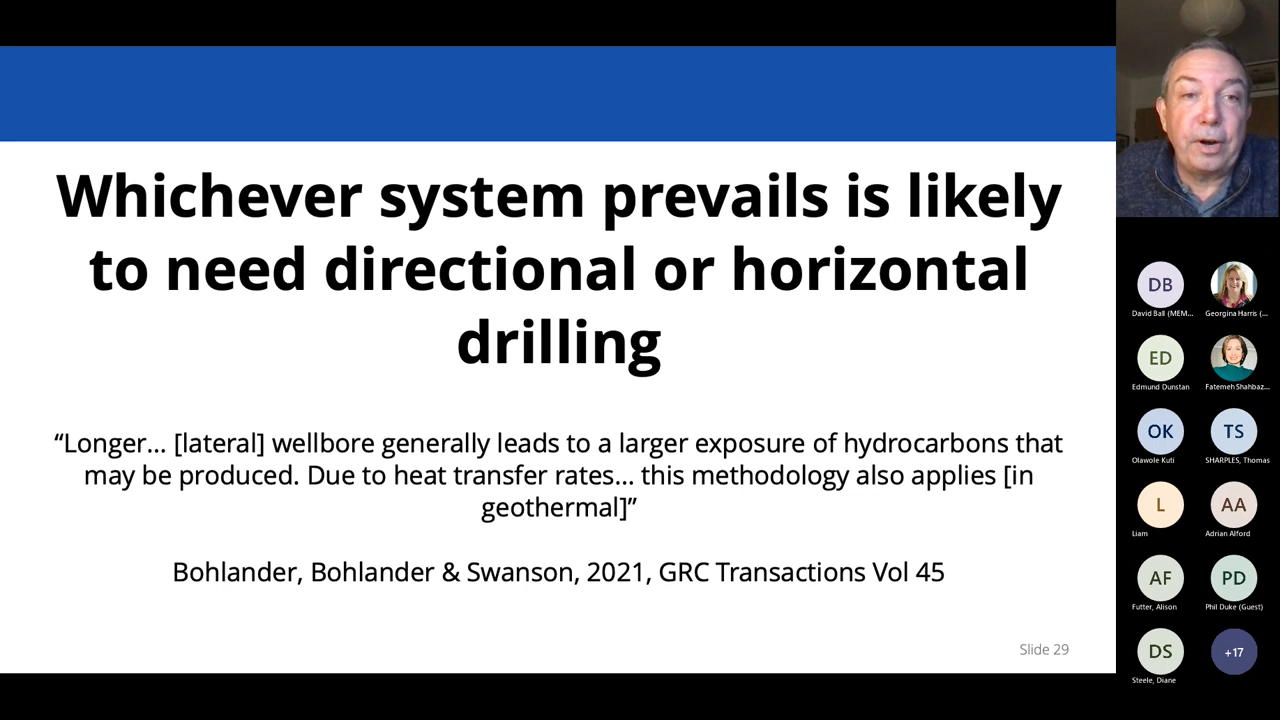 Whichever system prevails is likely
to need directional or horizontal
drilling
“Longer... [lateral] wellbore generally leads to a larger exposure of hydrocarbons that
may be produced. Due to heat transfer rates... this methodology also applies [in
geothermal]”
Bohlander, Bohlander & Swanson, 2021, GRC Transactions Vol 45
Slide 29
DB
David Ball (MEM...
Georgina Harris (...
ED
Edmund Dunstan
Fatemeh Shahbaz...
OK
TS
Olawole Kuti
SHARPLES, Thomas
L
AA
Liam
Adrian Alford
AF
PD
Futter, Alison
Phil Duke (Guest)
DS
+17
Steele, Diane